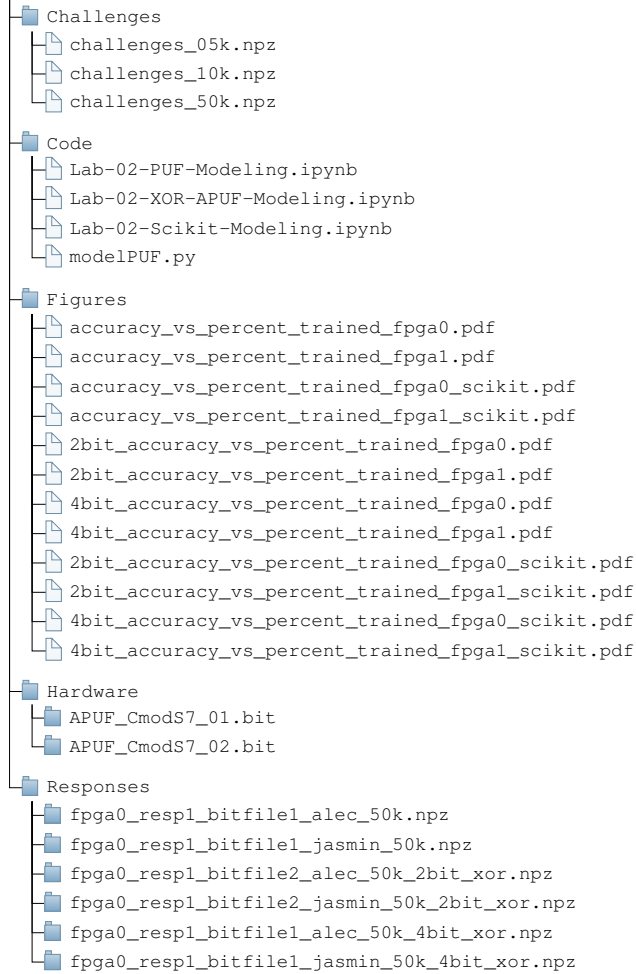 Challenges
challenges_05k.npz
challenges_10k.npz
challenges_50k.npz
Code
Lab-02-PUF-Modeling.ipynb
Lab-02-XOR-APUF-Modeling.ipynb
Lab-02-Scikit-Modeling.ipynb
modelPUF.py
Figures
accuracy_vs_percent_trained_fpga0.pdf
accuracy_vs_percent_trained_fpga1.pdf
accuracy_vs_percent_trained_fpga0_scikit.pdf
accuracy_vs_percent_trained_fpga1_scikit.pdf
2bit_accuracy_vs_percent_trained_fpga0.pdf
2bit_accuracy_vs_percent_trained_fpga1.pdf
4bit_accuracy_vs_percent_trained_fpga0.pdf
4bit_accuracy_vs_percent_trained_fpga1.pdf
2bit_accuracy_vs_percent_trained_fpga0_scikit.pdf
2bit_accuracy_vs_percent_trained_fpga1_scikit.pdf
4bit_accuracy_vs_percent_trained_fpga0_scikit.pdf
4bit_accuracy_vs_percent_trained_fpga1_scikit.pdf
Hardware
APUF_CmodS7_01.bit
APUF_CmodS7_02.bit
Responses
fpga0_resp1_bitfile1_alec_50k.npz
fpga0_resp1_bitfile1_jasmin_50k.npz
fpga0_resp1_bitfile2_alec_50k_2bit_xor.npz
fpga0_resp1_bitfile2_jasmin_50k_2bit_xor.npz
fpga0_resp1_bitfile1_alec_50k_4bit_xor.npz
fpga0_resp1_bitfile1_jasmin_50k_4bit_xor.npz